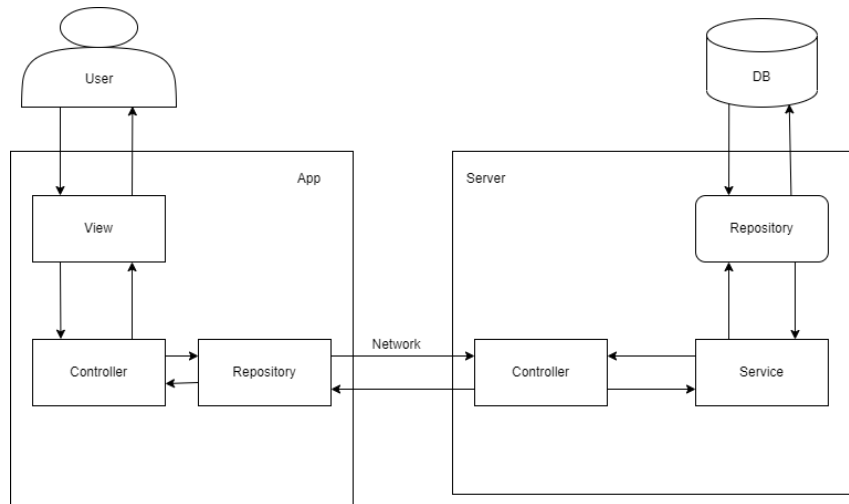 User
DB
App
Server
View
Repository
Network
Controller
Repository
Controller
Service